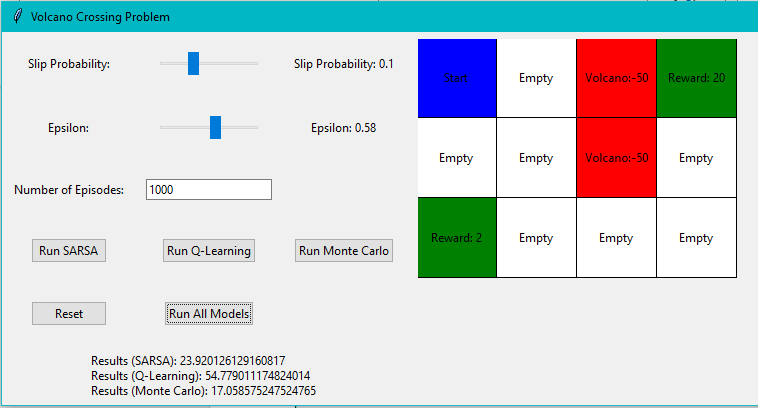 Volcano Crossing Problem
Slip Probability:
Slip Probability: 0.1
Epsilon:
Epsilon: 0.58
Number of Episodes:
1000
Run SARSA
Run Q-Learning
Run Monte Carlo
Reset
Run All Models
Results (SARSA): 23.920126129160817
Results (Q-Learning): 54.779011174824014
Results (Monte Carlo): 17.058575247524765
Start
Empty
Volcano:-50
Reward: 20
Empty
Empty
Volcano:-50
Empty
Reward: 2
Empty
Empty
Empty